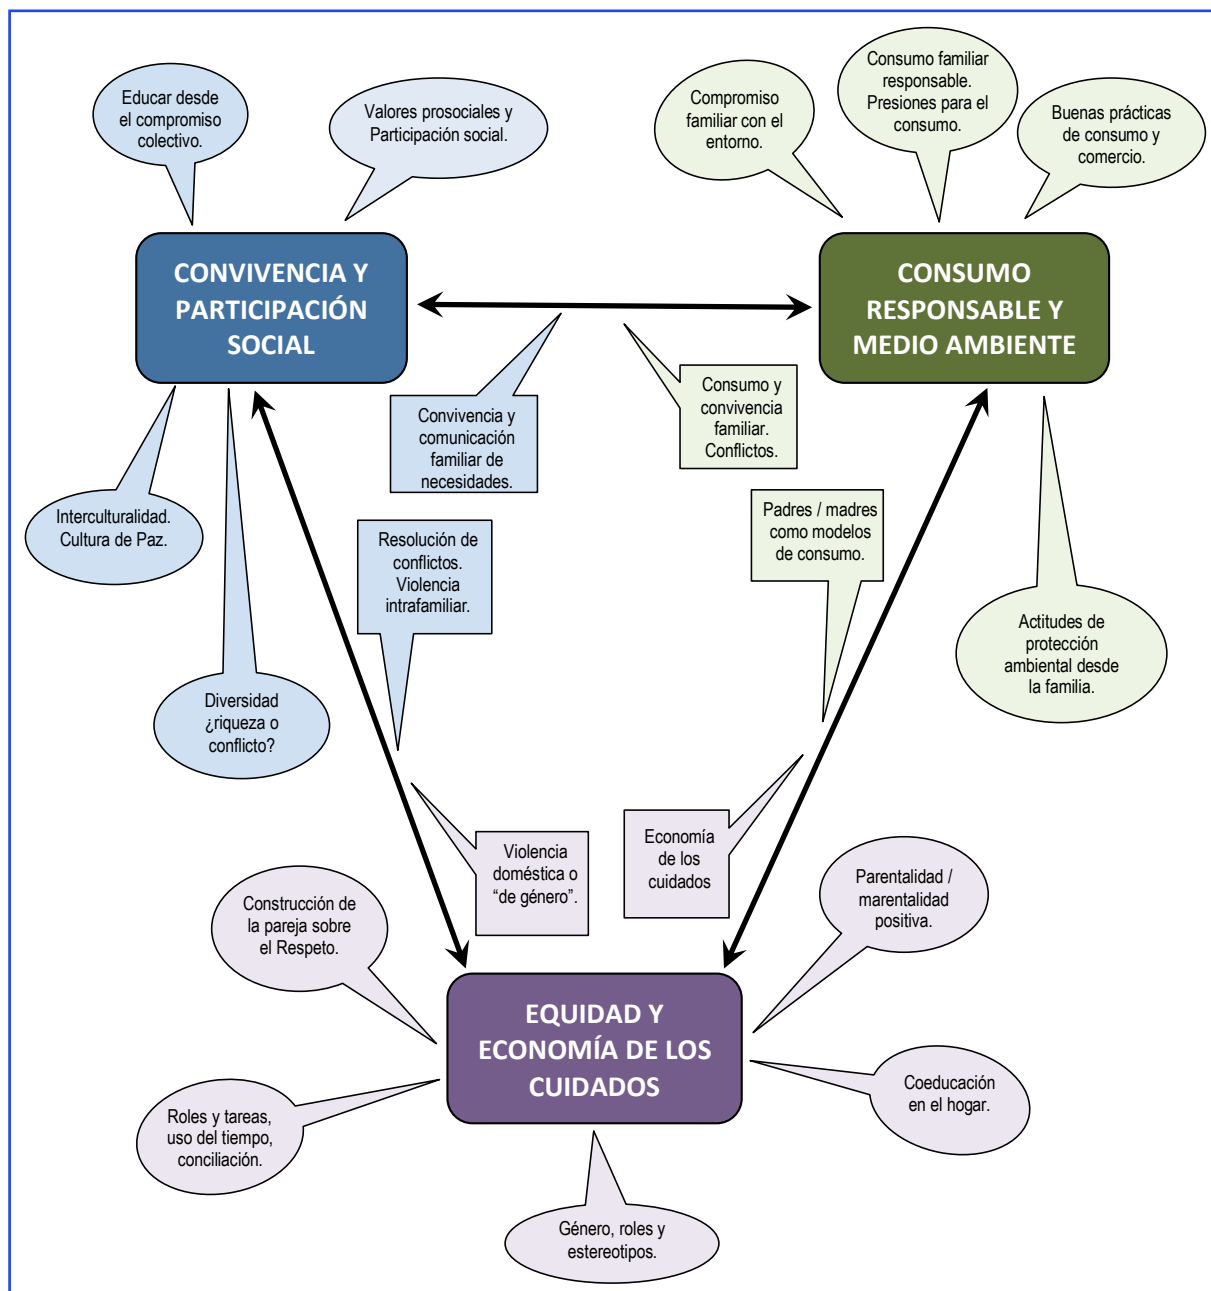 Educar desde
el compromiso
colectivo.
Valores prosociales y
Participación social.
Compromiso
familiar con el
entorno.
Consumo familiar
responsable.
Presiones para el
consumo.
Buenas prácticas
de consumo y
comercio.
CONVIVENCIA Y
PARTICIPACIÓN
SOCIAL
CONSUMO
RESPONSABLE Y
MEDIO AMBIENTE
Convivencia y
comunicación
familiar de
necesidades.
Consumo y
convivencia
familiar.
Conflictos.
Interculturalidad.
Cultura de Paz.
Resolución de
conflictos.
Violencia
intrafamiliar.
Padres / madres
como modelos
de consumo.
Actitudes de
protección
ambiental desde
la familia.
Diversidad
¿riqueza o
conflicto?
Violencia
doméstica o
“de género”.
Economía
de los
cuidados
Construcción de
la pareja sobre
el Respeto.
Parentalidad /
marentalidad
positiva.
EQUIDAD Y
ECONOMÍA DE LOS
CUIDADOS
Roles y tareas,
uso del tiempo,
conciliación.
Coeducación
en el hogar.
Género, roles y
estereotipos.